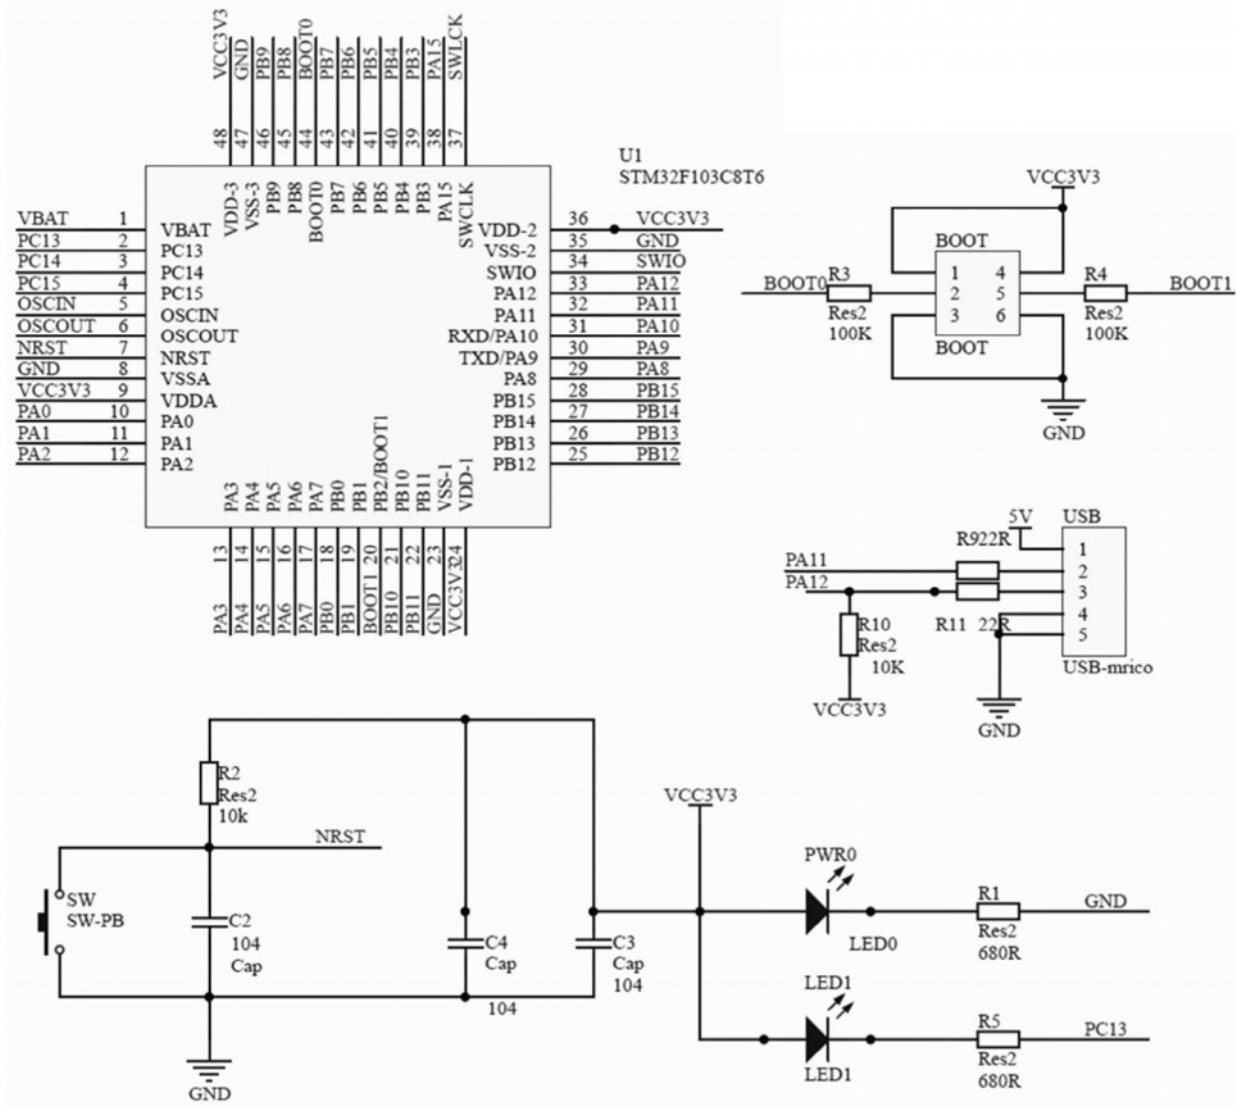 VCC3V3
GND
PB9
PB8
BOOT0
PB7
PB6
PB5
PB4
PB3
PA15
SWLCK
48
47
46
45
44
43
42
41
40
39
38
37
VDD-3
VSS-3
PB9
PB8
BOOT0
PB7
PB6
PB5
PB4
PB3
PA15
SWCLK
U1
STM32F103C8T6
VBAT 1 VBAT
PC13 2 PC13
PC14 3 PC14
PC15 4 PC15
OSCIN 5 OSCIN
OSCOUT 6 OSCOUT
NRST 7 NRST
GND 8 VSSA
VCC3V3 9 VDDA
PA0 10 PA0
PA1 11 PA1
PA2 12 PA2
VDD-2 36 VCC3V3
VSS-2 35 GND
SWIO 34 SWIO
PA12 33 PA12
PA11 32 PA11
RXD/PA10 31 PA10
TXD/PA9 30 PA9
PA8 29 PA8
PB15 28 PB15
PB14 27 PB14
PB13 26 PB13
PB12 25 PB12
PA3
PA4
PA5
PA6
PA7
PB0
PB1
PB2/BOOT1
PB10
PB11
VSS-1
VDD-1
13
14
15
16
17
18
19
20
21
22
23
24
PA3
PA4
PA5
PA6
PA7
PB0
PB1
BOOT1
PB10
PB11
GND
VCC3V3
VCC3V3
BOOT
1 4
2 5
3 6
BOOT
BOOT0
R3
Res2
100K
R4
Res2
100K
BOOT1
GND
5V
USB
R922R
PA11
PA12
1
2
3
4
5
R10
Res2
10K
R11 22R
USB-mrico
VCC3V3
GND
R2
Res2
10k
NRST
SW
SW-PB
C2
104
Cap
C4
Cap
104
C3
Cap
104
GND
VCC3V3
PWR0
LED0
R1
Res2
680R
GND
LED1
LED1
R5
Res2
680R
PC13